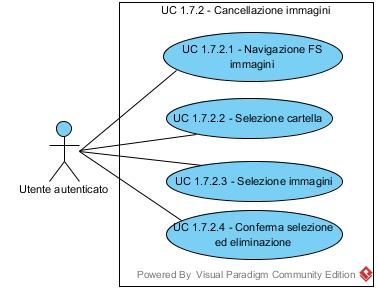 UC 1.7.2 - Cancellazione immagini
UC 1.7.2.1 - Navigazione FS
immagini
UC 1.7.2.2 - Selezione cartella
Utente autenticato
UC 1.7.2.3 - Selezione immagini
UC 1.7.2.4 - Conferma selezione
ed eliminazione
Powered By Visual Paradigm Community Edition